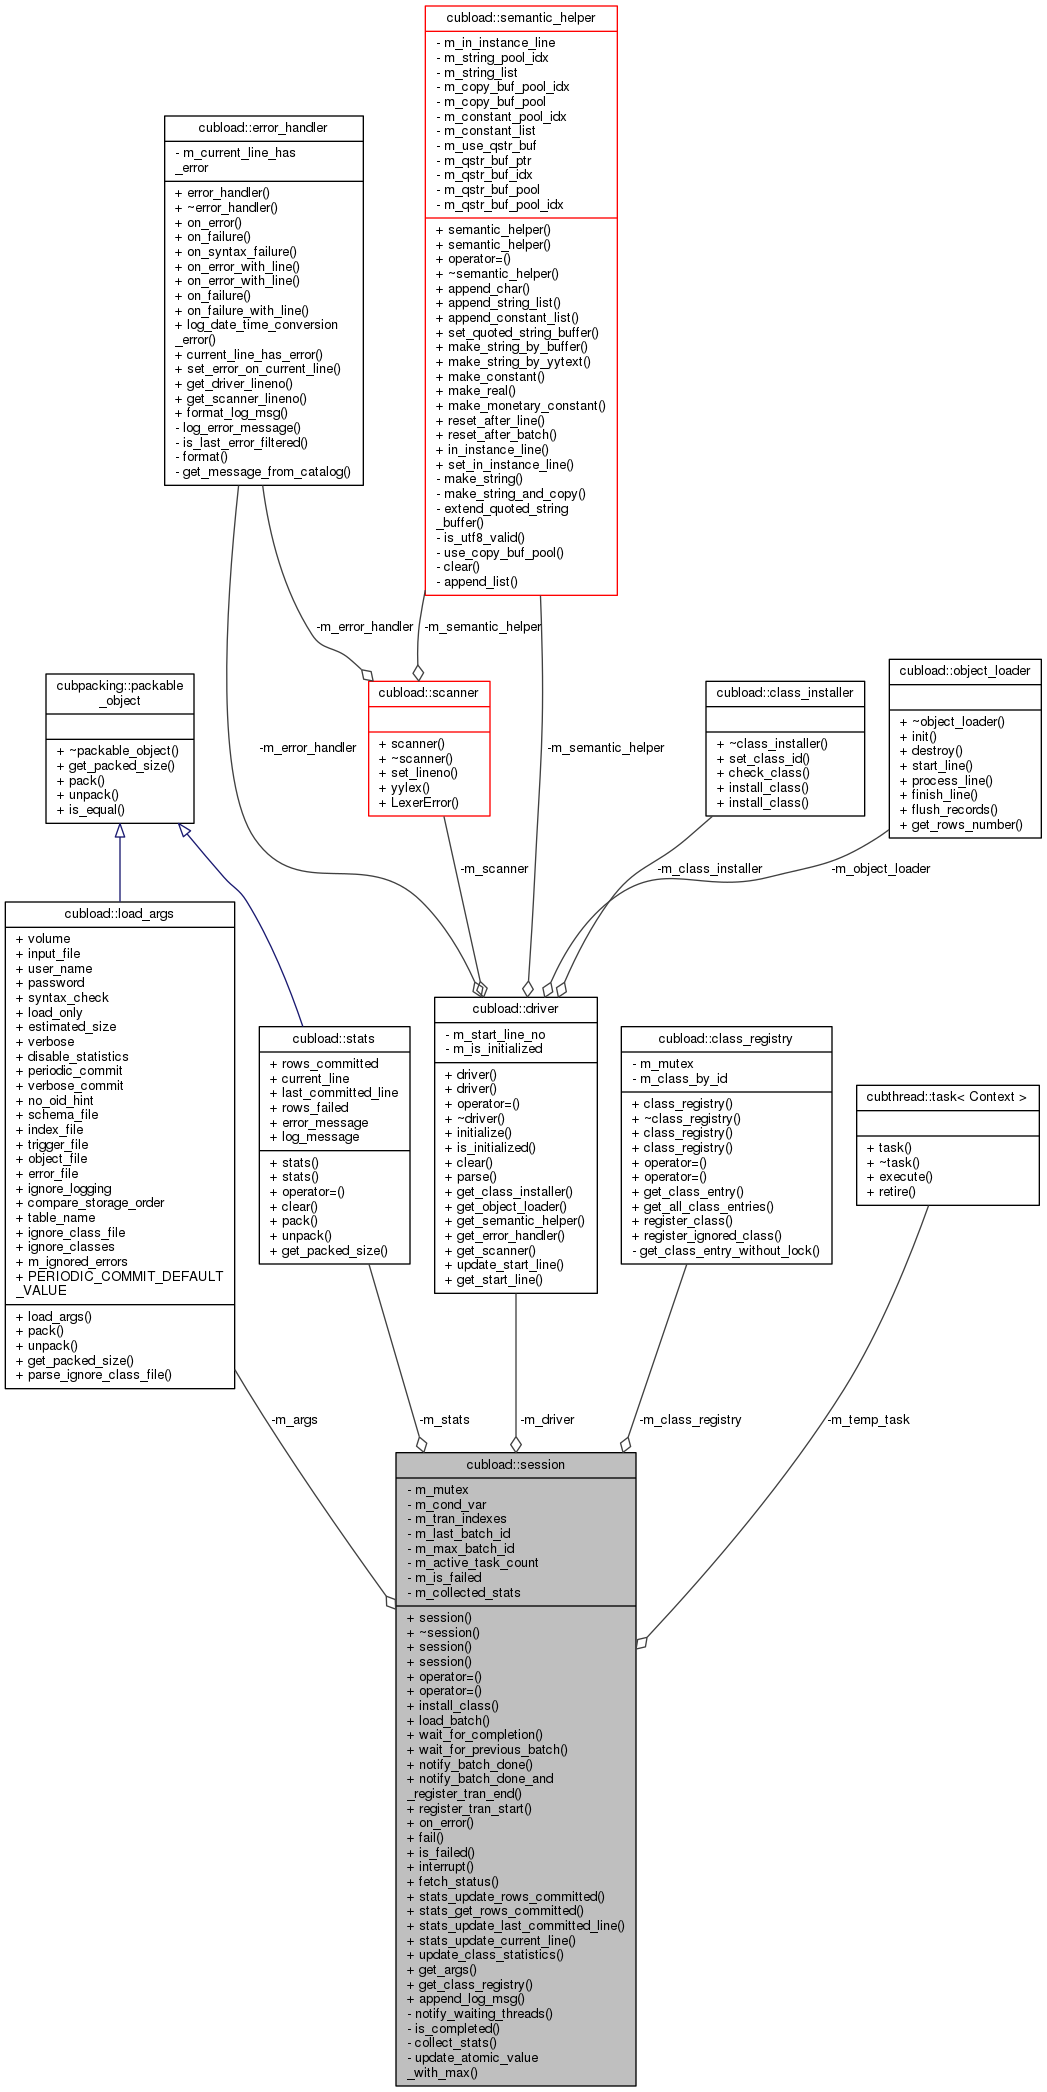 cubload::semantic_helper
- m_in_instance_line
- m_string_pool_idx
- m_string_list
- m_copy_buf_pool_idx
- m_copy_buf_pool
- m_constant_pool_idx
- m_constant_list
- m_use_qstr_buf
- m_qstr_buf_ptr
- m_qstr_buf_idx
- m_qstr_buf_pool
- m_qstr_buf_pool_idx
+ semantic_helper()
+ semantic_helper()
+ operator=()
+ ~semantic_helper()
+ append_char()
+ append_string_list()
+ append_constant_list()
+ set_quoted_string_buffer()
+ make_string_by_buffer()
+ make_string_by_yytext()
+ make_constant()
+ make_real()
+ make_monetary_constant()
+ reset_after_line()
+ reset_after_batch()
+ in_instance_line()
+ set_in_instance_line()
- make_string()
- make_string_and_copy()
- extend_quoted_string
_buffer()
- is_utf8_valid()
- use_copy_buf_pool()
- clear()
- append_list()
cubload::error_handler
- m_current_line_has
_error
+ error_handler()
+ ~error_handler()
+ on_error()
+ on_failure()
+ on_syntax_failure()
+ on_error_with_line()
+ on_error_with_line()
+ on_failure()
+ on_failure_with_line()
+ log_date_time_conversion
_error()
+ current_line_has_error()
+ set_error_on_current_line()
+ get_driver_lineno()
+ get_scanner_lineno()
+ format_log_msg()
- log_error_message()
- is_last_error_filtered()
- format()
- get_message_from_catalog()
-m_error_handler
-m_semantic_helper
cubpacking::packable
_object
+ ~packable_object()
+ get_packed_size()
+ pack()
+ unpack()
+ is_equal()
-m_error_handler
cubload::scanner
+ scanner()
+ ~scanner()
+ set_lineno()
+ yylex()
+ LexerError()
-m_semantic_helper
cubload::class_installer
+ ~class_installer()
+ set_class_id()
+ check_class()
+ install_class()
+ install_class()
cubload::object_loader
+ ~object_loader()
+ init()
+ destroy()
+ start_line()
+ process_line()
+ finish_line()
+ flush_records()
+ get_rows_number()
-m_scanner
-m_class_installer
-m_object_loader
cubload::load_args
+ volume
+ input_file
+ user_name
+ password
+ syntax_check
+ load_only
+ estimated_size
+ verbose
+ disable_statistics
+ periodic_commit
+ verbose_commit
+ no_oid_hint
+ schema_file
+ index_file
+ trigger_file
+ object_file
+ error_file
+ ignore_logging
+ compare_storage_order
+ table_name
+ ignore_class_file
+ ignore_classes
+ m_ignored_errors
+ PERIODIC_COMMIT_DEFAULT
_VALUE
+ load_args()
+ pack()
+ unpack()
+ get_packed_size()
+ parse_ignore_class_file()
cubload::stats
+ rows_committed
+ current_line
+ last_committed_line
+ rows_failed
+ error_message
+ log_message
+ stats()
+ stats()
+ operator=()
+ clear()
+ pack()
+ unpack()
+ get_packed_size()
cubload::driver
- m_start_line_no
- m_is_initialized
+ driver()
+ driver()
+ operator=()
+ ~driver()
+ initialize()
+ is_initialized()
+ clear()
+ parse()
+ get_class_installer()
+ get_object_loader()
+ get_semantic_helper()
+ get_error_handler()
+ get_scanner()
+ update_start_line()
+ get_start_line()
cubload::class_registry
- m_mutex
- m_class_by_id
+ class_registry()
+ ~class_registry()
+ class_registry()
+ class_registry()
+ operator=()
+ operator=()
+ get_class_entry()
+ get_all_class_entries()
+ register_class()
+ register_ignored_class()
- get_class_entry_without_lock()
cubthread::task< Context >
+ task()
+ ~task()
+ execute()
+ retire()
-m_args
-m_stats
-m_driver
-m_class_registry
-m_temp_task
cubload::session
- m_mutex
- m_cond_var
- m_tran_indexes
- m_last_batch_id
- m_max_batch_id
- m_active_task_count
- m_is_failed
- m_collected_stats
+ session()
+ ~session()
+ session()
+ session()
+ operator=()
+ operator=()
+ install_class()
+ load_batch()
+ wait_for_completion()
+ wait_for_previous_batch()
+ notify_batch_done()
+ notify_batch_done_and
_register_tran_end()
+ register_tran_start()
+ on_error()
+ fail()
+ is_failed()
+ interrupt()
+ fetch_status()
+ stats_update_rows_committed()
+ stats_get_rows_committed()
+ stats_update_last_committed_line()
+ stats_update_current_line()
+ update_class_statistics()
+ get_args()
+ get_class_registry()
+ append_log_msg()
- notify_waiting_threads()
- is_completed()
- collect_stats()
- update_atomic_value
_with_max()